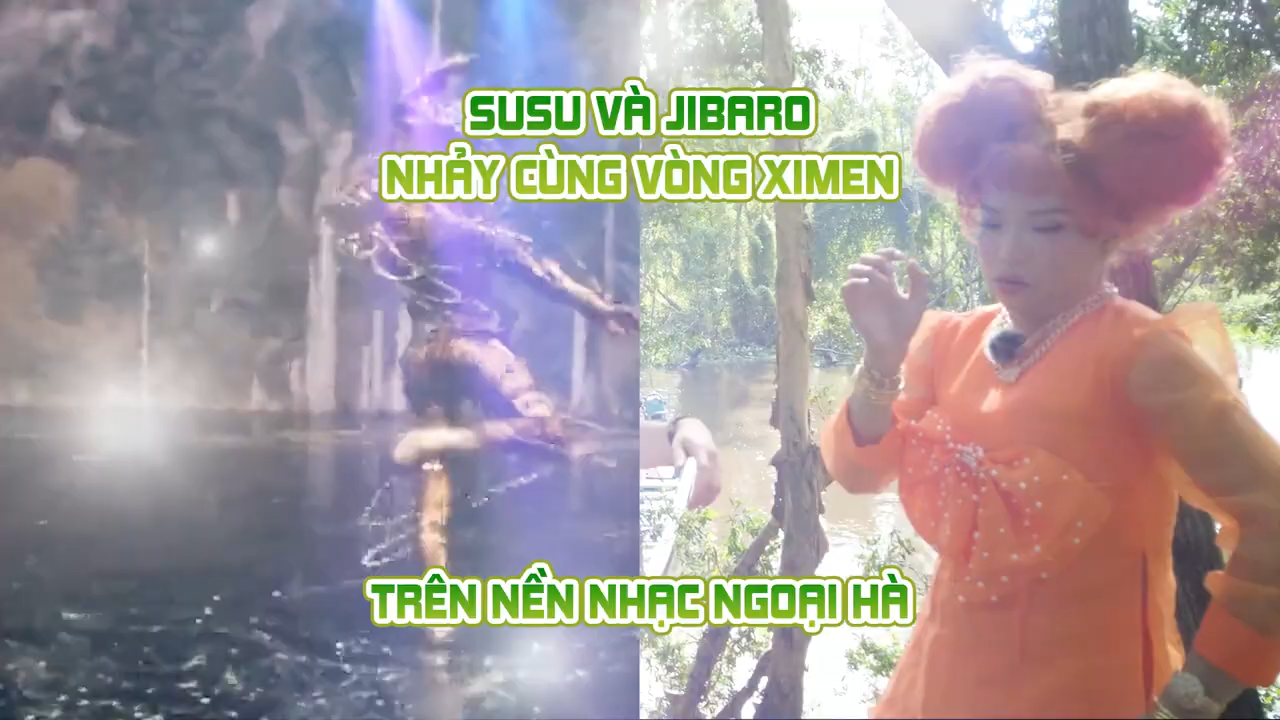 SUSU VÀ JIBARO
NHẢY CÙNG VÒNG XIMEN
TRÊN NỀN NHẠC NGOẠI HÀ